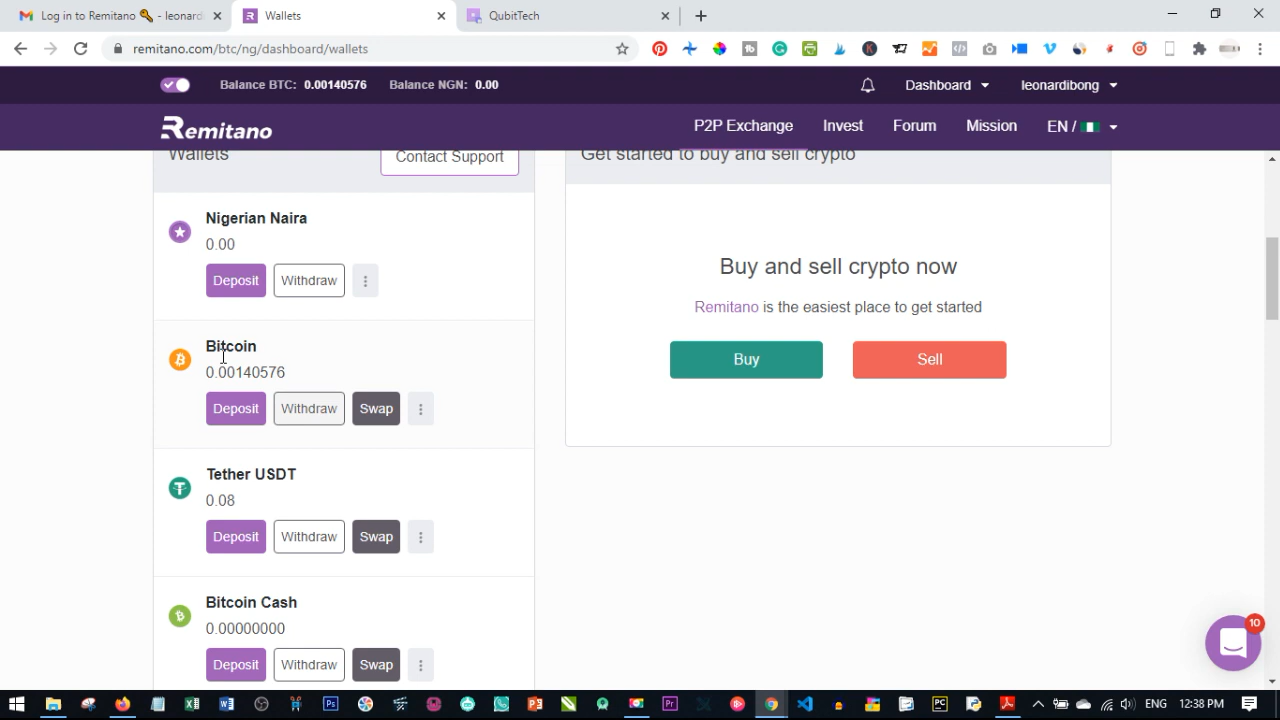 Log in to Remitano 🔑 - leonardi
Wallets
QubitTech
remitano.com/btc/ng/dashboard/wallets
Balance BTC: 0.00140576
Balance NGN: 0.00
Dashboard
leonardibong
Remitano
P2P Exchange
Invest
Forum
Mission
EN /
Wallets
Contact Support
Get started to buy and sell crypto
Nigerian Naira
0.00
Deposit
Withdraw
Bitcoin
0.00140576
Deposit
Withdraw
Swap
Tether USDT
0.08
Deposit
Withdraw
Swap
Bitcoin Cash
0.00000000
Deposit
Withdraw
Swap
Buy and sell crypto now
Remitano is the easiest place to get started
Buy
Sell
10
ENG
12:38 PM